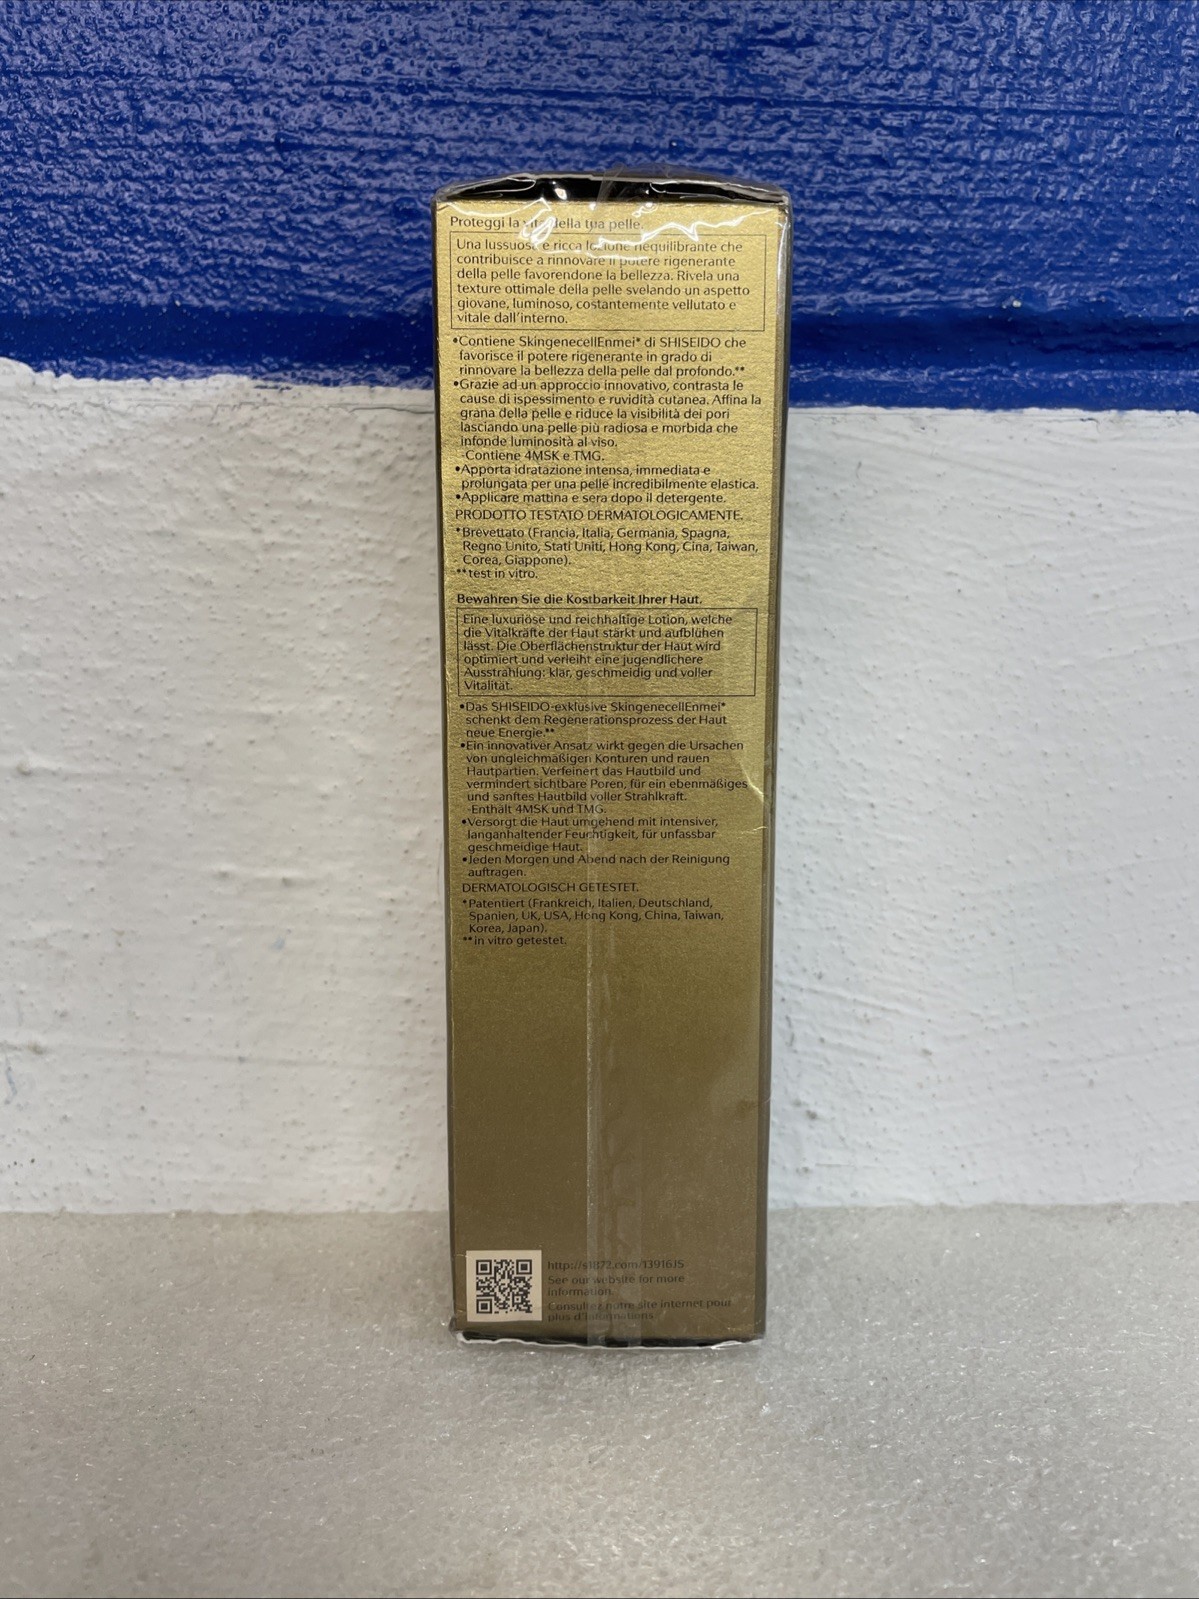 Proteggi la vita della tua pelle.
Una lussuosa e ricca lozione riequilibrante che
contribuisce a rinnovare il potere rigenerante
della pelle favorendone la bellezza. Rivela una
texture ottimale della pelle svelando un aspetto
giovane, luminoso, costantemente vellutato e
vitale dall'interno.
•Contiene SkingenecellEnmei* di SHISEIDO che
favorisce il potere rigenerante in grado di
rinnovare la bellezza della pelle dal profondo.**
•Grazie ad un approccio innovativo, contrasta le
cause di ispessimento e ruvidità cutanea. Affina la
grana della pelle e riduce la visibilità dei pori
lasciando una pelle più radiosa e morbida che
infonde luminosità al viso.
-Contiene 4MSK e TMG.
•Apporta idratazione intensa, immediata e
prolungata per una pelle incredibilmente elastica.
•Applicare mattina e sera dopo il detergente.
PRODOTTO TESTATO DERMATOLOGICAMENTE.
*Brevettato (Francia, Italia, Germania, Spagna,
Regno Unito, Stati Uniti, Hong Kong, Cina, Taiwan,
Corea, Giappone).
**test in vitro.
Bewahren Sie die Kostbarkeit Ihrer Haut.
Eine luxuriöse und reichhaltige Lotion, welche
die Vitalkräfte der Haut stärkt und aufblühen
lässt. Die Oberflächenstruktur der Haut wird
optimiert und verleiht eine jugendlichere
Ausstrahlung: klar, geschmeidig und voller
Vitalität.
•Das SHISEIDO-exklusive SkingenecellEnmei*
schenkt dem Regenerationsprozess der Haut
neue Energie.**
•Ein innovativer Ansatz wirkt gegen die Ursachen
von ungleichmäßigen Konturen und rauen
Hautpartien. Verfeinert das Hautbild und
vermindert sichtbare Poren, für ein ebenmäßiges
und sanftes Hautbild voller Strahlkraft.
-Enthält 4MSK und TMG.
•Versorgt die Haut umgehend mit intensiver,
langanhaltender Feuchtigkeit, für unfassbar
geschmeidige Haut.
•Jeden Morgen und Abend nach der Reinigung
auftragen.
DERMATOLOGISCH GETESTET.
*Patentiert (Frankreich, Italien, Deutschland,
Spanien, UK, USA, Hong Kong, China, Taiwan,
Korea, Japan).
**in vitro getestet.
http://s1872.com/13916JS
See our website for more
information.
Consultez notre site internet pour
plus d'informations.